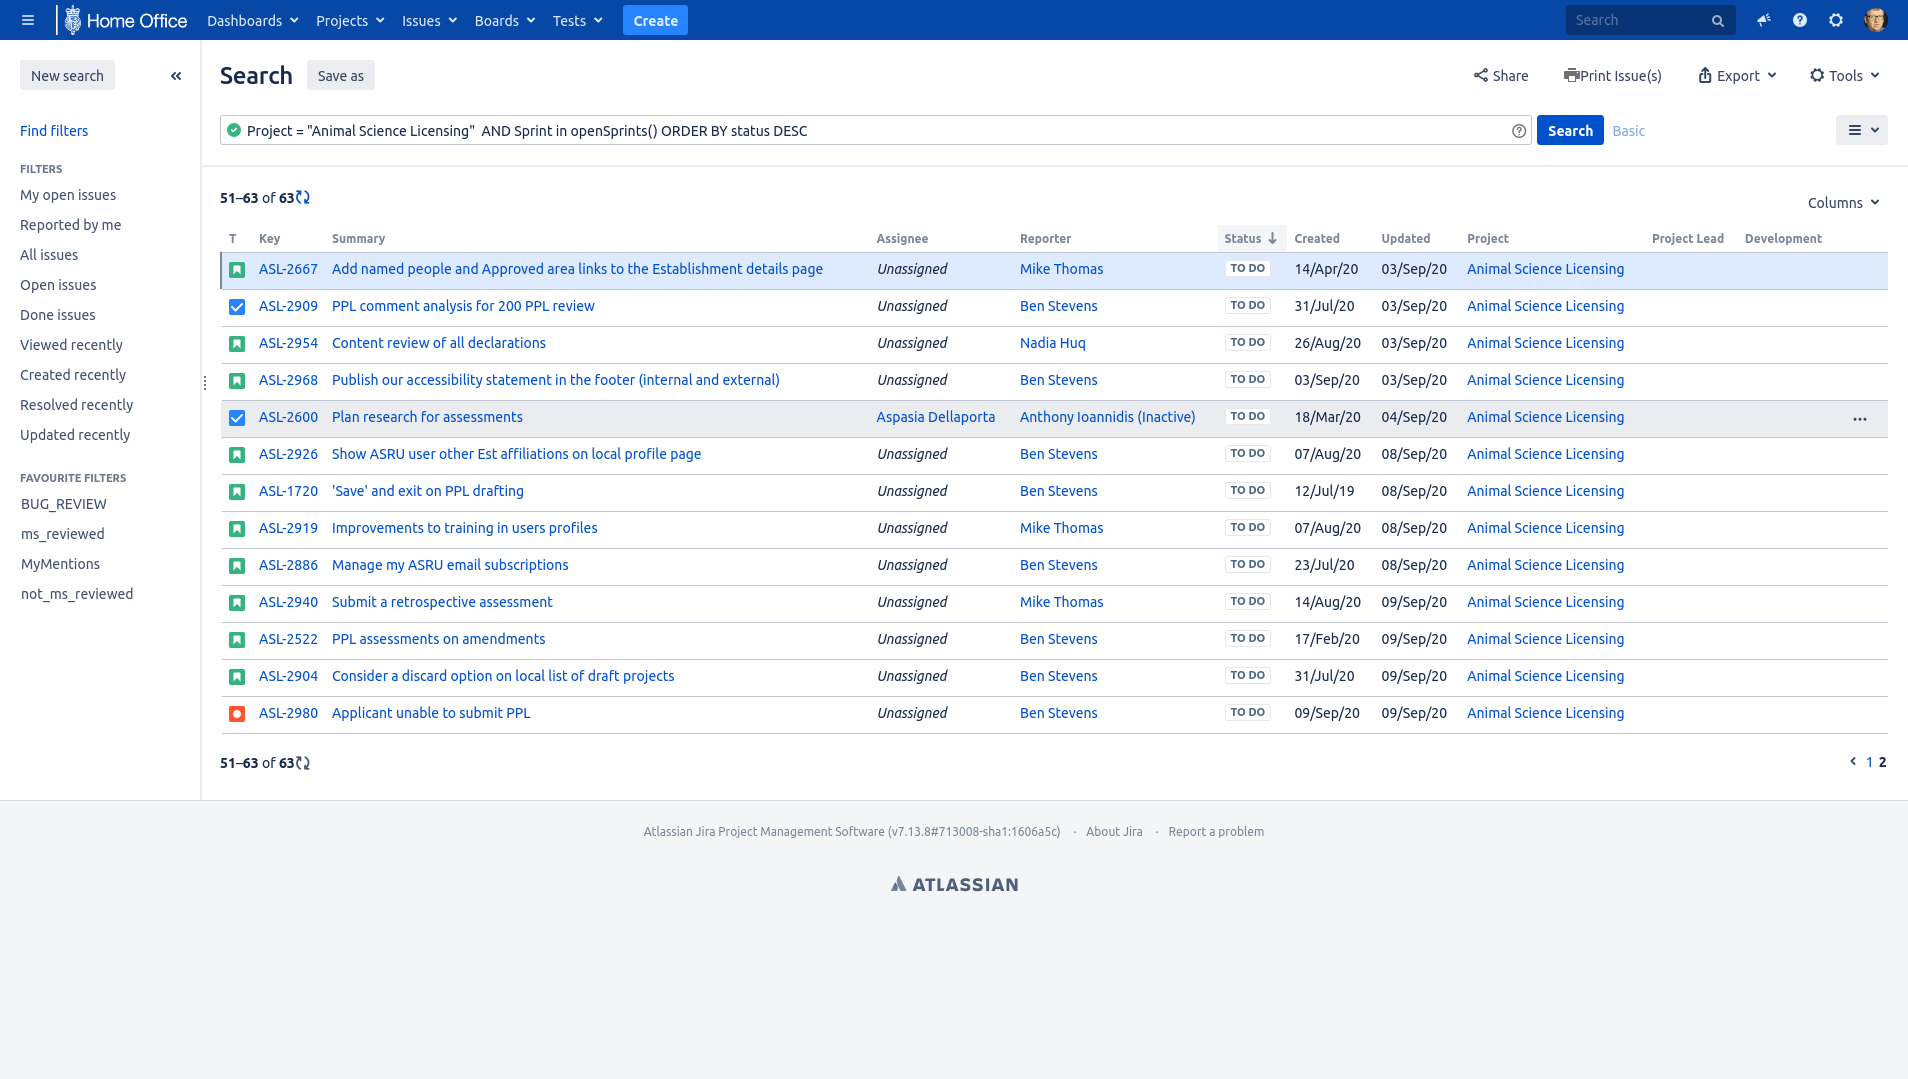 Home Office Dashboards Projects Issues Boards Tests Create Search
New search
Search Save as Share Print Issue(s) Export Tools
Find filters
Project = "Animal Science Licensing"  AND Sprint in openSprints() ORDER BY status DESC Search Basic
FILTERS
My open issues
Reported by me
All issues
Open issues
Done issues
Viewed recently
Created recently
Resolved recently
Updated recently
FAVOURITE FILTERS
BUG_REVIEW
ms_reviewed
MyMentions
not_ms_reviewed
51–63 of 63
Columns
T Key Summary Assignee Reporter Status Created Updated Project Project Lead Development
ASL-2667 Add named people and Approved area links to the Establishment details page Unassigned Mike Thomas TO DO 14/Apr/20 03/Sep/20 Animal Science Licensing
ASL-2909 PPL comment analysis for 200 PPL review Unassigned Ben Stevens TO DO 31/Jul/20 03/Sep/20 Animal Science Licensing
ASL-2954 Content review of all declarations Unassigned Nadia Huq TO DO 26/Aug/20 03/Sep/20 Animal Science Licensing
ASL-2968 Publish our accessibility statement in the footer (internal and external) Unassigned Ben Stevens TO DO 03/Sep/20 03/Sep/20 Animal Science Licensing
ASL-2600 Plan research for assessments Aspasia Dellaporta Anthony Ioannidis (Inactive) TO DO 18/Mar/20 04/Sep/20 Animal Science Licensing
ASL-2926 Show ASRU user other Est affiliations on local profile page Unassigned Ben Stevens TO DO 07/Aug/20 08/Sep/20 Animal Science Licensing
ASL-1720 'Save' and exit on PPL drafting Unassigned Ben Stevens TO DO 12/Jul/19 08/Sep/20 Animal Science Licensing
ASL-2919 Improvements to training in users profiles Unassigned Mike Thomas TO DO 07/Aug/20 08/Sep/20 Animal Science Licensing
ASL-2886 Manage my ASRU email subscriptions Unassigned Ben Stevens TO DO 23/Jul/20 08/Sep/20 Animal Science Licensing
ASL-2940 Submit a retrospective assessment Unassigned Mike Thomas TO DO 14/Aug/20 09/Sep/20 Animal Science Licensing
ASL-2522 PPL assessments on amendments Unassigned Ben Stevens TO DO 17/Feb/20 09/Sep/20 Animal Science Licensing
ASL-2904 Consider a discard option on local list of draft projects Unassigned Ben Stevens TO DO 31/Jul/20 09/Sep/20 Animal Science Licensing
ASL-2980 Applicant unable to submit PPL Unassigned Ben Stevens TO DO 09/Sep/20 09/Sep/20 Animal Science Licensing
51–63 of 63 1 2
Atlassian Jira Project Management Software (v7.13.8#713008-sha1:1606a5c) · About Jira · Report a problem
ATLASSIAN